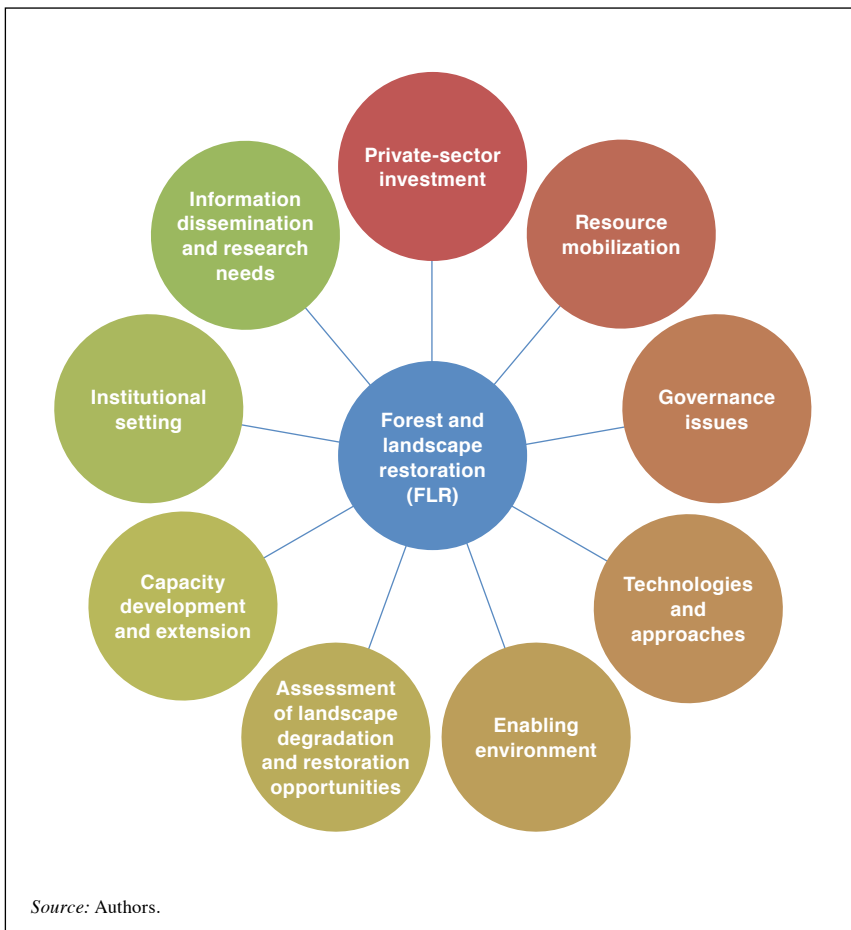 Private-sector
investment
Resource
mobilization
Governance
issues
Technologies
and
approaches
Enabling
environment
Assessment
of landscape
degradation
and restoration
opportunities
Capacity
development
and extension
Institutional
setting
Information
dissemination
and research
needs
Forest and
landscape
restoration
(FLR)
Source: Authors.